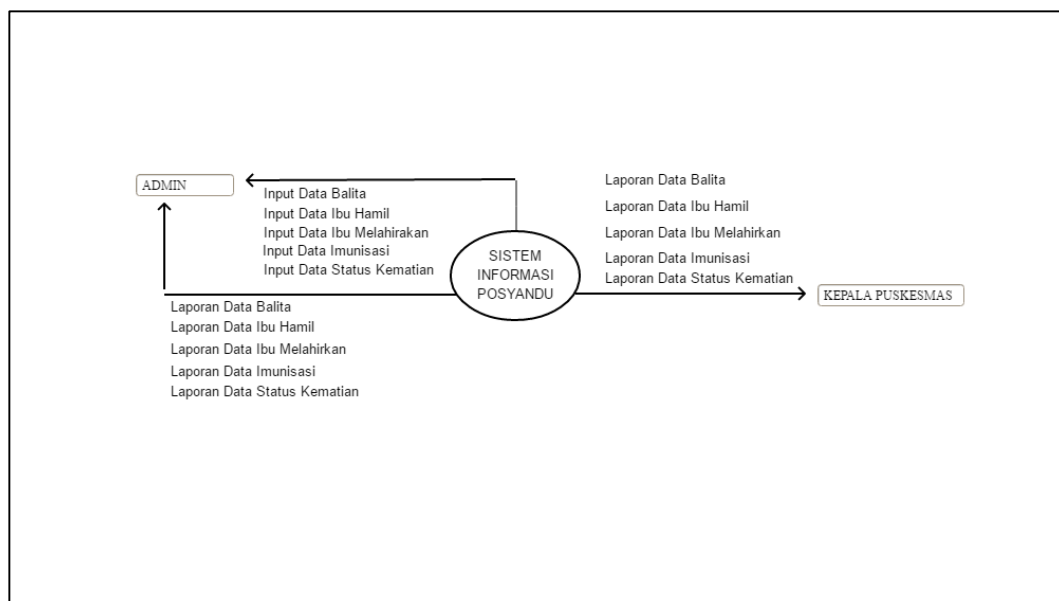 ADMIN
Input Data Balita
Input Data Ibu Hamil
Input Data Ibu Melahirakan
Input Data Imunisasi
Input Data Status Kematian
Laporan Data Balita
Laporan Data Ibu Hamil
Laporan Data Ibu Melahirkan
Laporan Data Imunisasi
Laporan Data Status Kematian
SISTEM
INFORMASI
POSYANDU
Laporan Data Balita
Laporan Data Ibu Hamil
Laporan Data Ibu Melahirkan
Laporan Data Imunisasi
Laporan Data Status Kematian
KEPALA PUSKESMAS